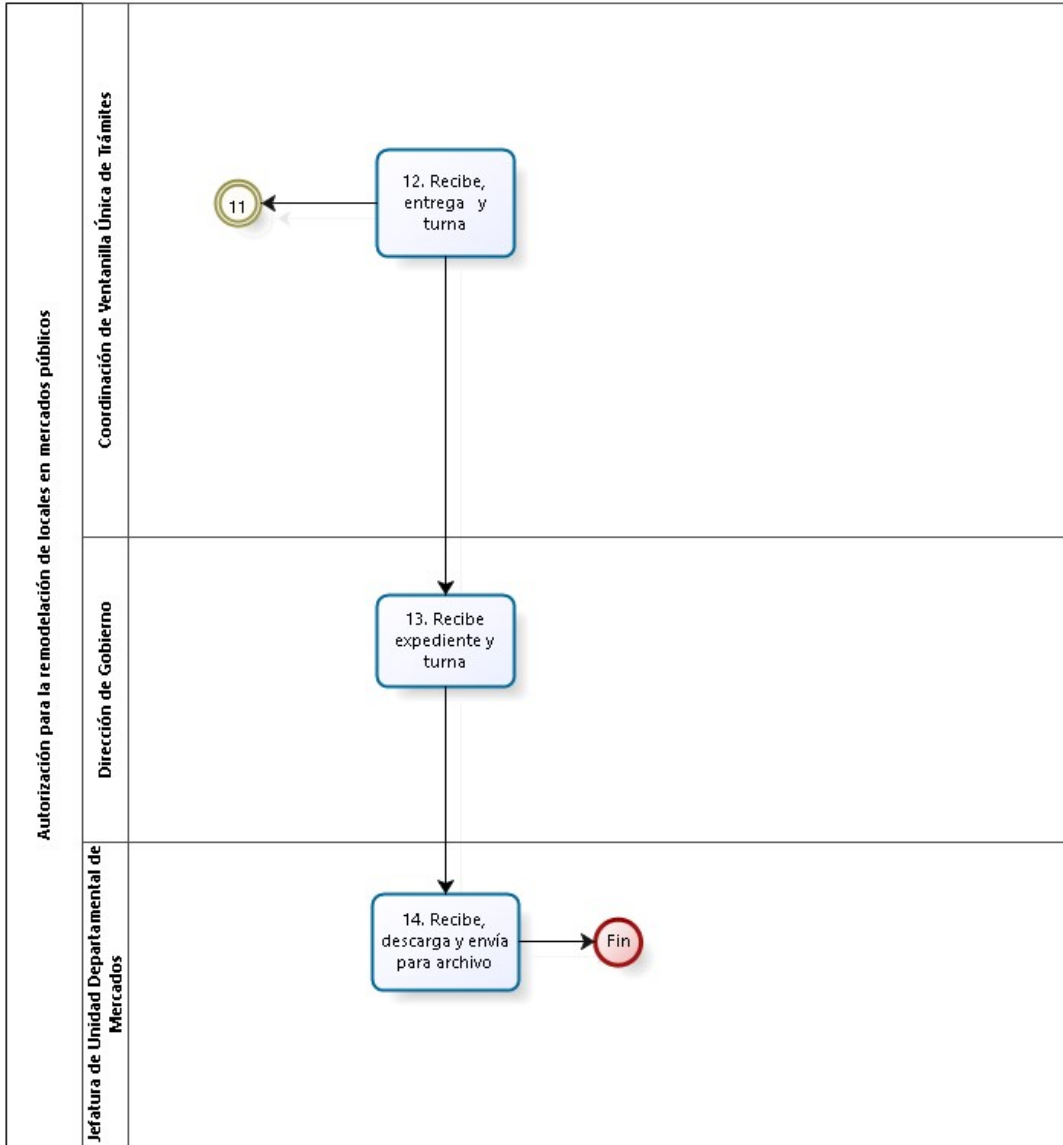 Autorización para la remodelación de locales en mercados públicos
Coordinación de Ventanilla Única de Trámites
11
12. Recibe,
entrega y
turna
Dirección de Gobierno
13. Recibe
expediente y
turna
Jefatura de Unidad Departamental de
Mercados
14. Recibe,
descarga y envía
para archivo
Fin